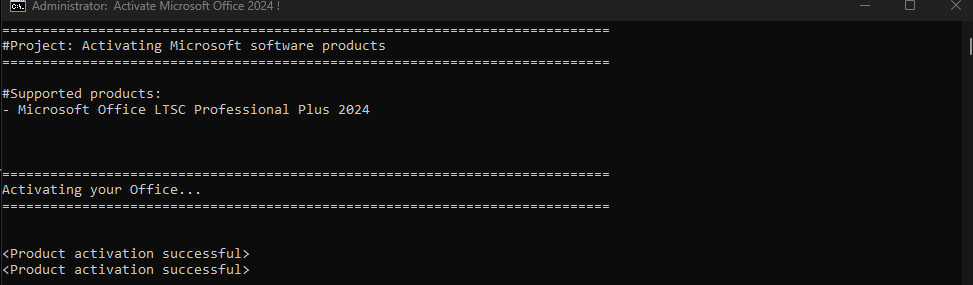 Administrator: Activate Microsoft Office 2024 !
============================================================================
#Project: Activating Microsoft software products
============================================================================
#Supported products:
- Microsoft Office LTSC Professional Plus 2024
============================================================================
Activating your Office...
============================================================================
<Product activation successful>
<Product activation successful>